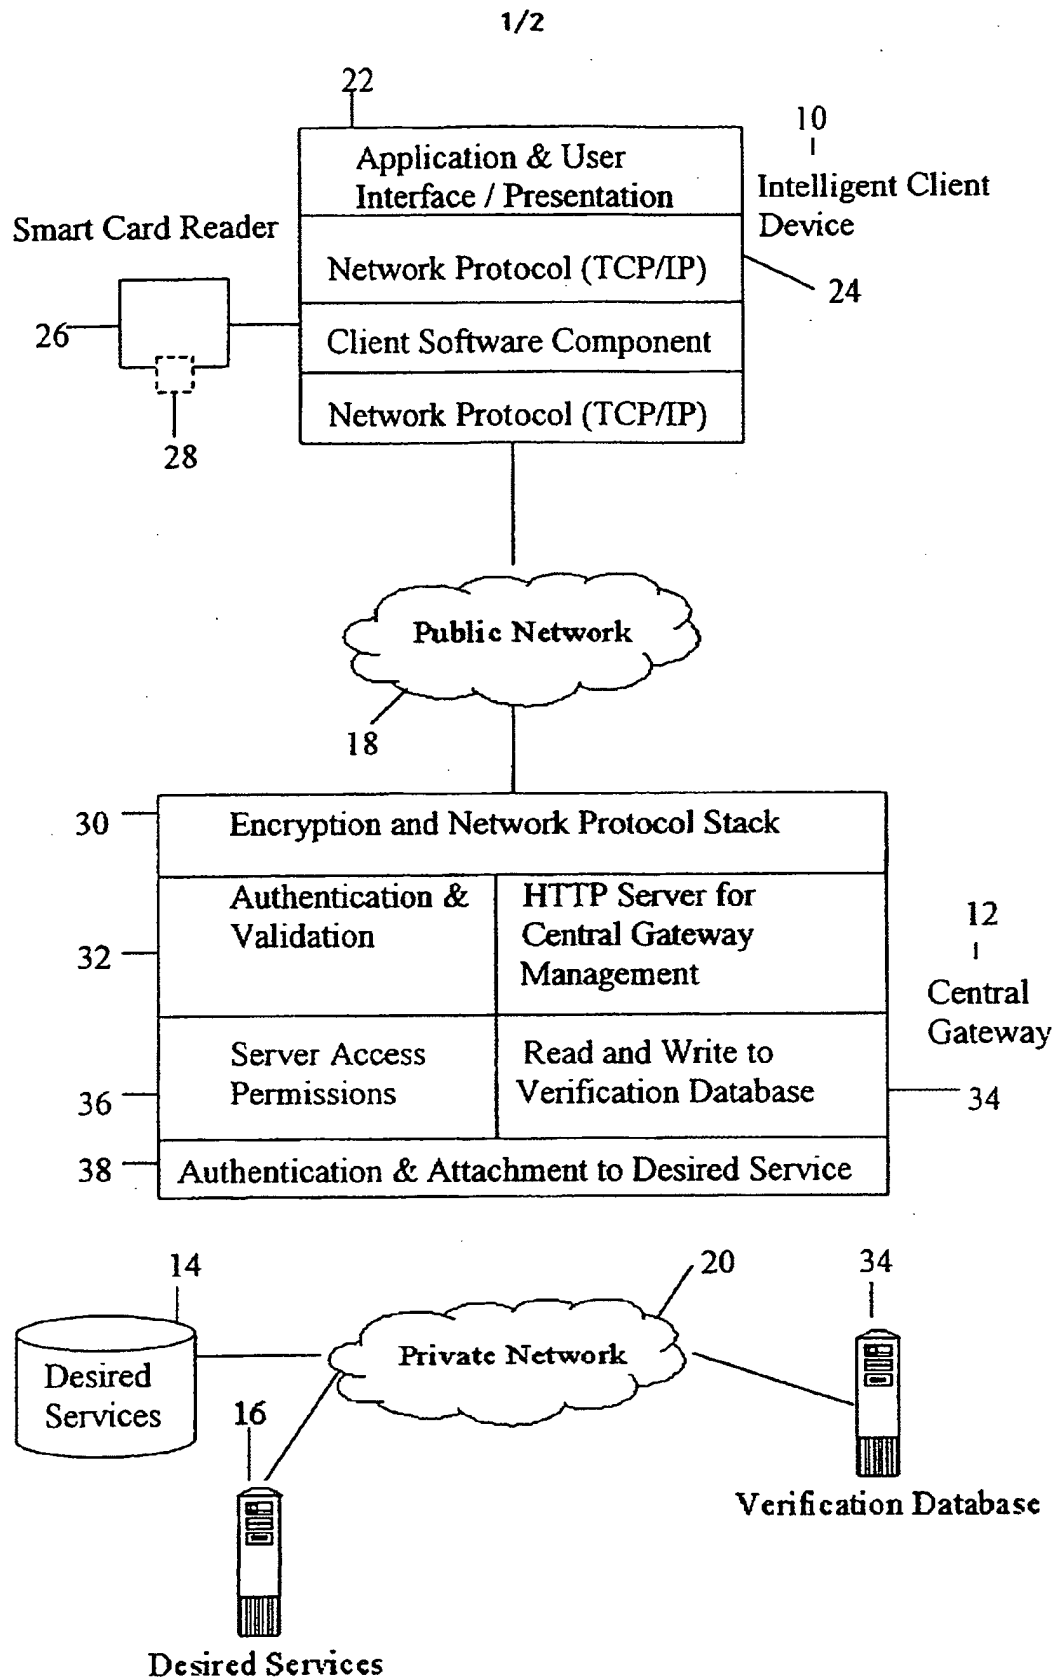 1/2
22
Application & User
Interface / Presentation
10
Intelligent Client
Device
Smart Card Reader
Network Protocol (TCP/IP)
24
26
Client Software Component
Network Protocol (TCP/IP)
28
Public Network
18
30
Encryption and Network Protocol Stack
Authentication &
Validation
32
HTTP Server for
Central Gateway
Management
12
Central
Gateway
Server Access
Permissions
36
Read and Write to
Verification Database
34
38
Authentication & Attachment to Desired Service
14
20
34
Desired
Services
Private Network
16
Verification Database
Desired Services